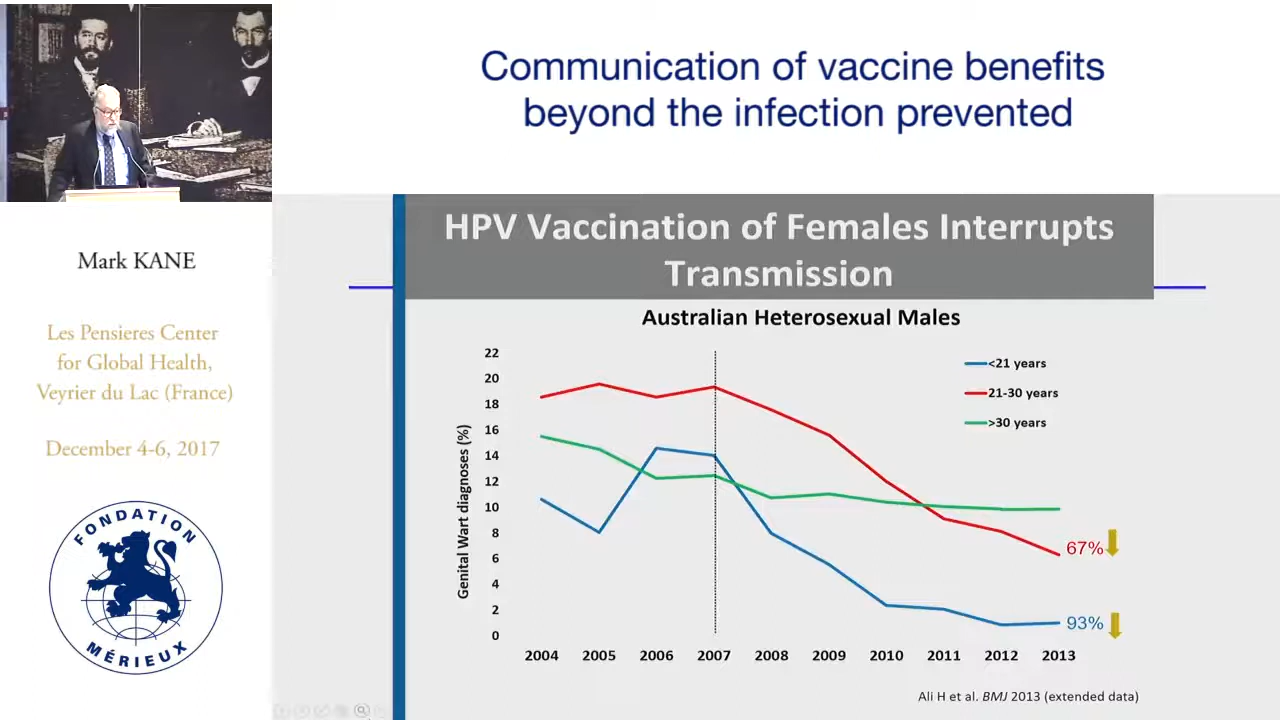 Communication of vaccine benefits
beyond the infection prevented
Mark KANE
Les Pensieres Center
for Global Health,
Veyrier du Lac (France)
December 4-6, 2017
FONDATION
MÉRIEUX
HPV Vaccination of Females Interrupts
Transmission
Australian Heterosexual Males
Genital Wart diagnoses (%)
22
20
18
16
14
12
10
8
6
4
2
0
<21 years
21-30 years
>30 years
67%
93%
2004 2005 2006 2007 2008 2009 2010 2011 2012 2013
Ali H et al. BMJ 2013 (extended data)